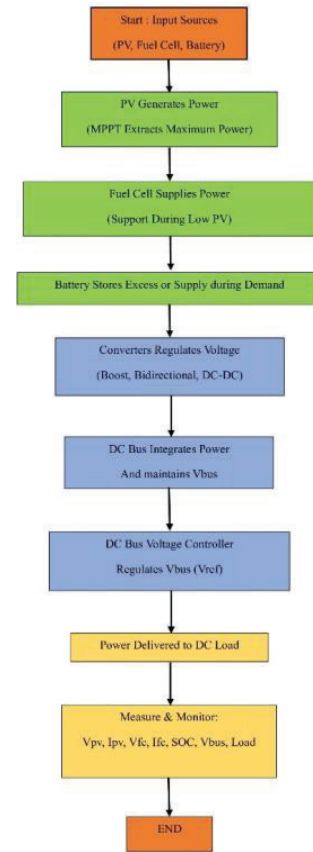 Start : Input Sources
(PV, Fuel Cell, Battery)
PV Generates Power
(MPPT Extracts Maximum Power)
Fuel Cell Supplies Power
(Support During Low PV)
Battery Stores Excess or Supply during Demand
Converters Regulates Voltage
(Boost, Bidirectional, DC-DC)
DC Bus Integrates Power
And maintains Vbus
DC Bus Voltage Controller
Regulates Vbus (Vref)
Power Delivered to DC Load
Measure & Monitor:
Vpv, Ipv, Vfc, Ifc, SOC, Vbus, Load
END